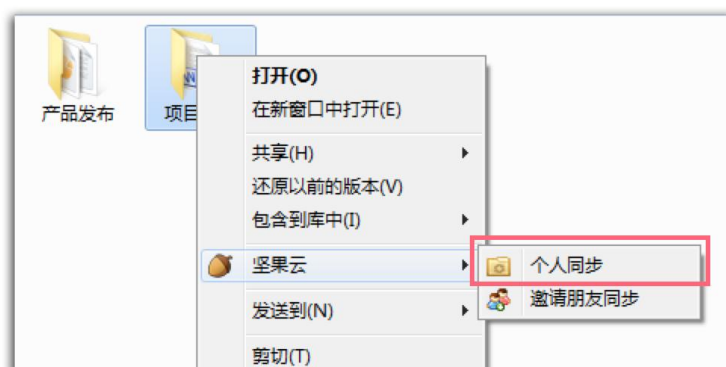 产品发布
项目
打开(O)
在新窗口中打开(E)
共享(H)
还原以前的版本(V)
包含到库中(I)
坚果云
个人同步
邀请朋友同步
发送到(N)
剪切(T)